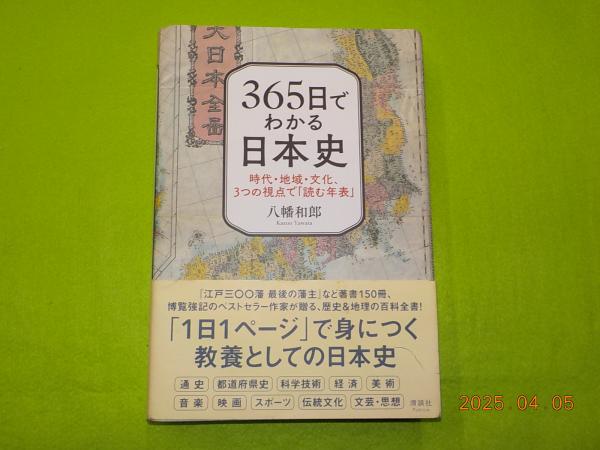 大日本全啚
365日で
わかる
日本史
時代・地域・文化、
3つの視点で「読む年表」
八幡和郎
Kazuo Yawata
『江戸三〇〇藩 最後の藩主』など著書150冊、
博覧強記のベストセラー作家が贈る、歴史&地理の百科全書!
「1日1ページ」で身につく
教養としての日本史
通史 都道府県史 科学技術 経済 美術
音楽 映画 スポーツ 伝統文化 文芸・思想
清談社
Publico
2025.04.05